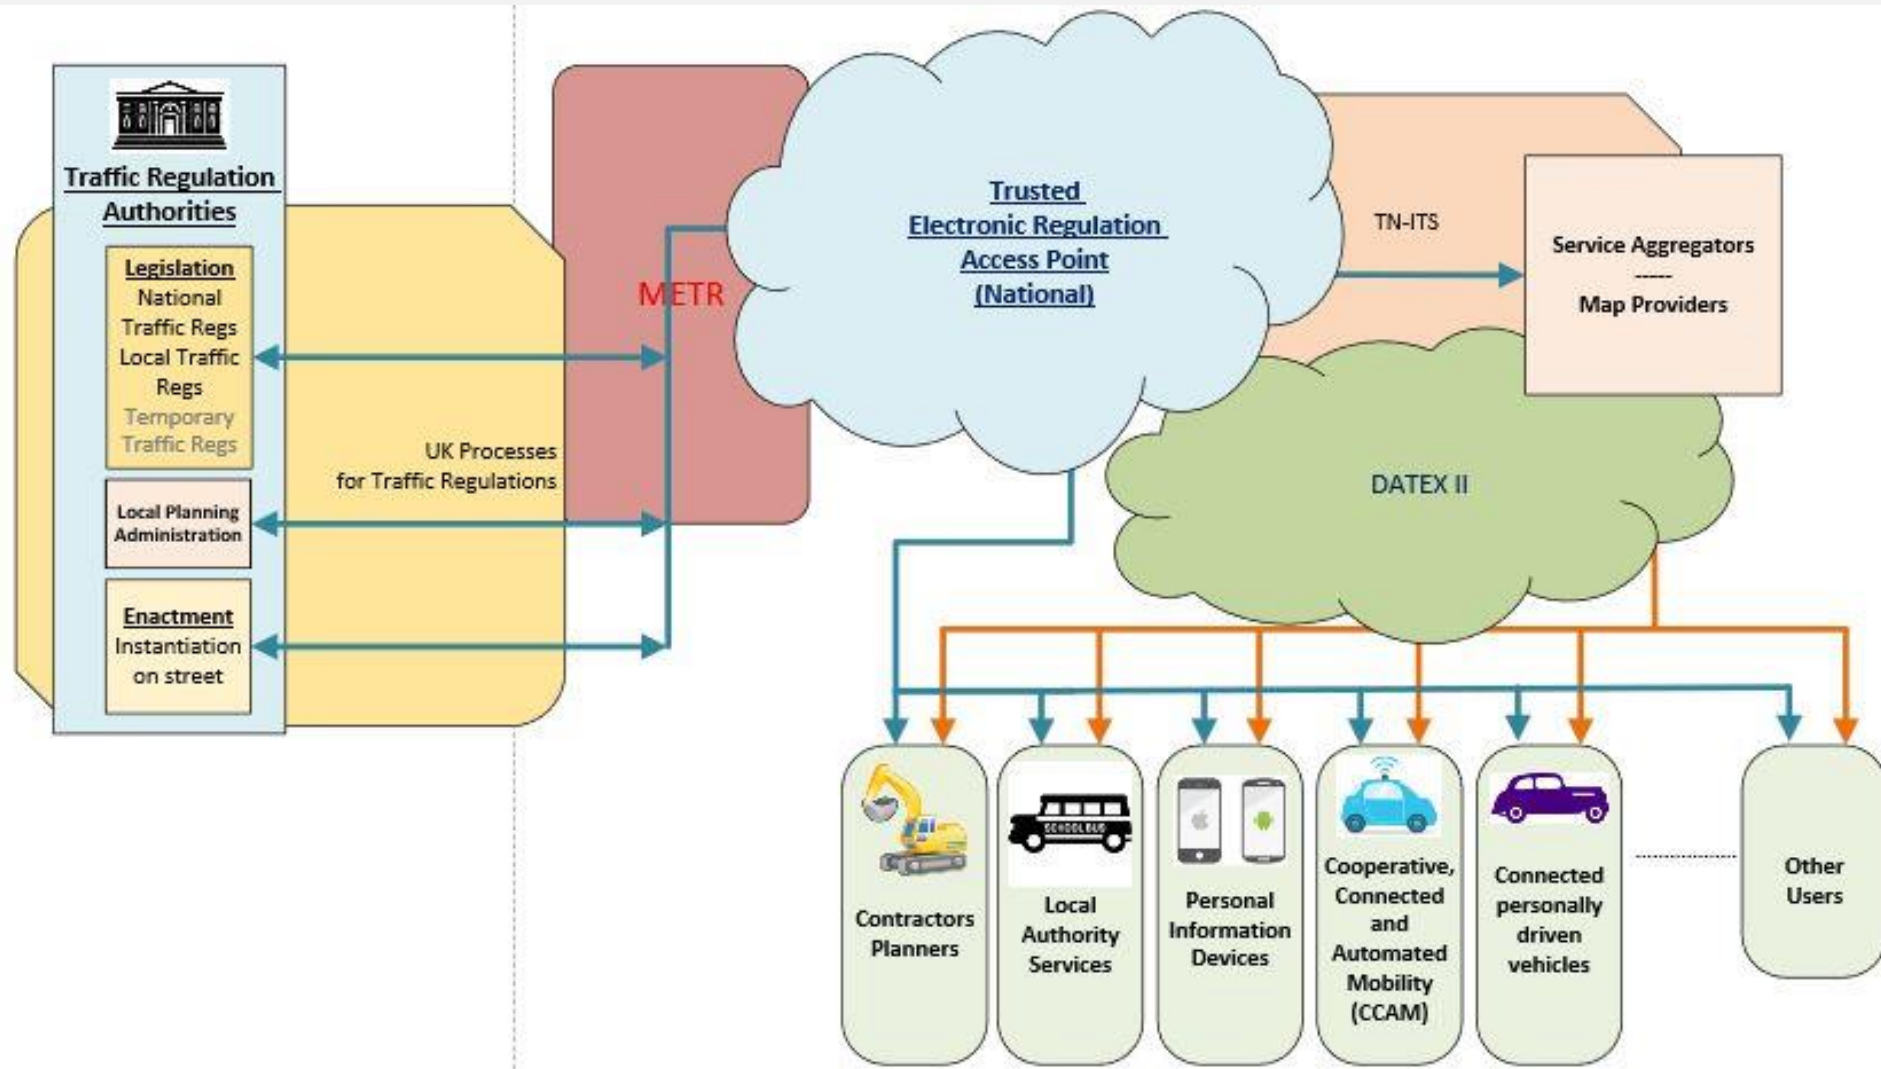 Traffic Regulation
Authorities
Legislation
National
Traffic Regs
Local Traffic
Regs
Temporary
Traffic Regs
Local Planning
Administration
Enactment
Instantiation
on street
UK Processes
for Traffic Regulations
METR
Trusted
Electronic Regulation
Access Point
(National)
TN-ITS
Service Aggregators
-----
Map Providers
DATEX II
Contractors
Planners
SCHOOL BUS
Local
Authority
Services
Personal
Information
Devices
Cooperative,
Connected
and
Automated
Mobility
(CCAM)
Connected
personally
driven
vehicles
Other
Users